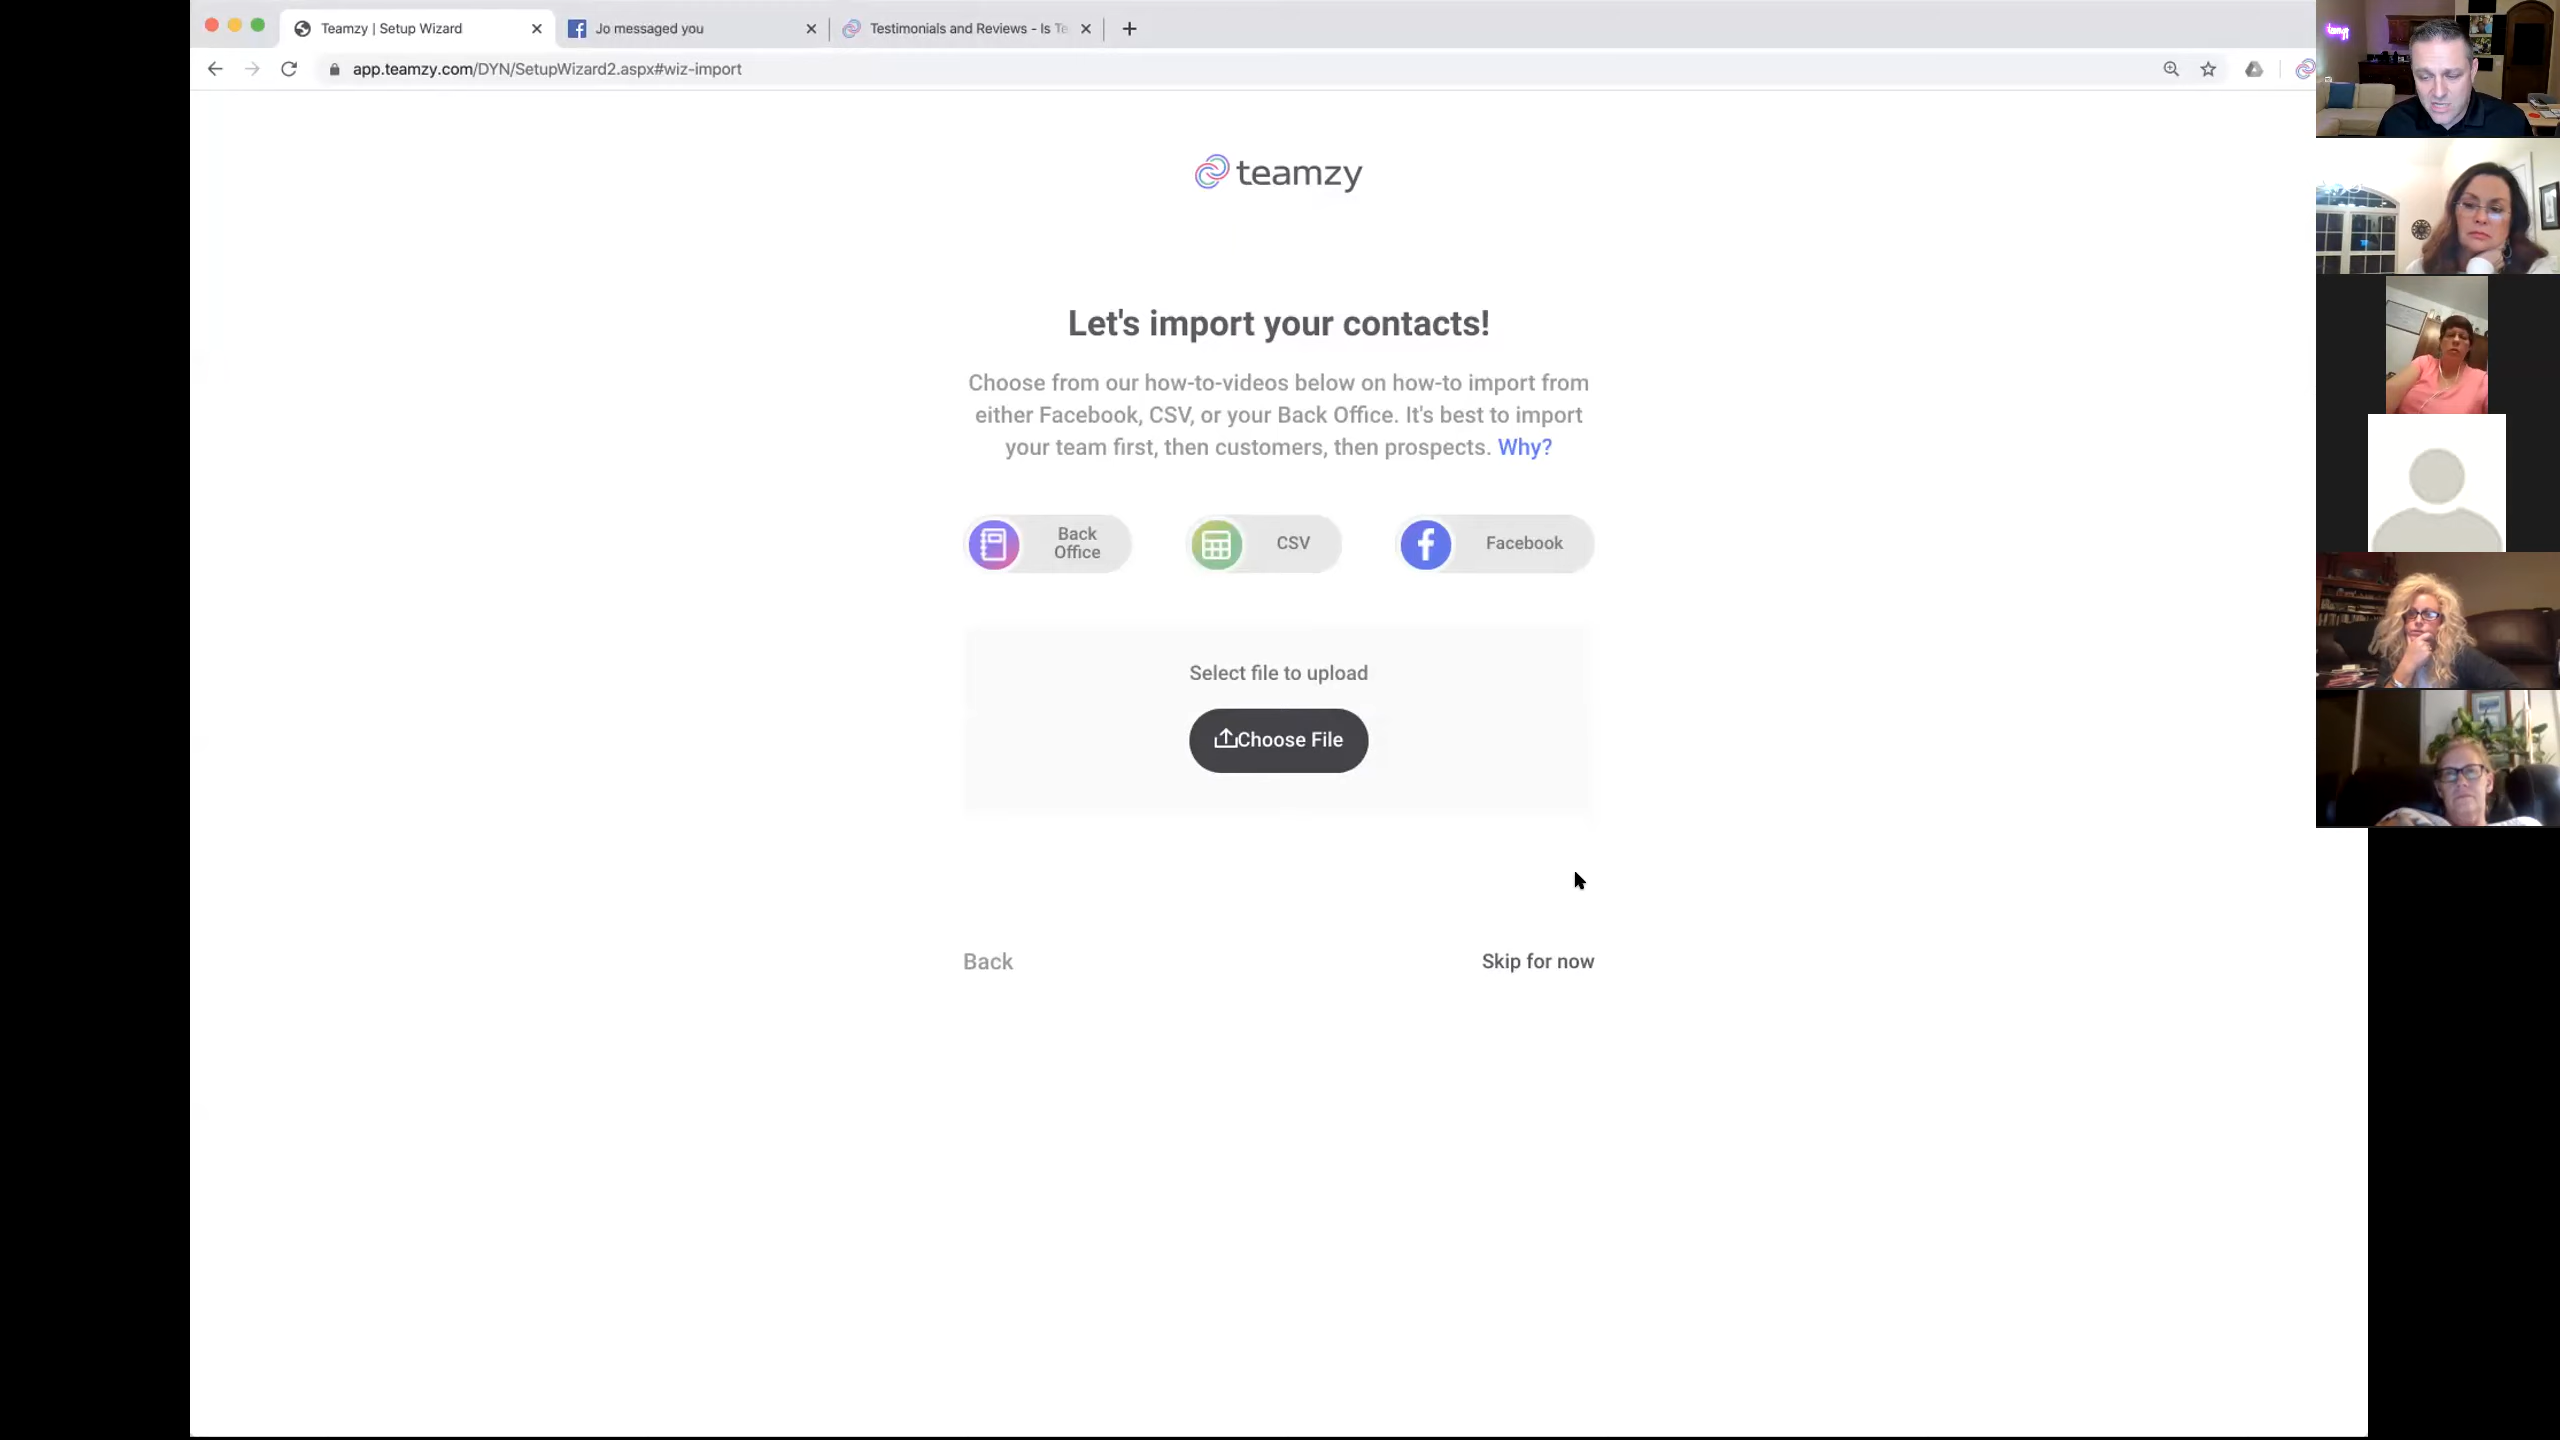 Teamzy | Setup Wizard
Jo messaged you
Testimonials and Reviews - Is Te
app.teamzy.com/DYN/SetupWizard2.aspx#wiz-import
teamzy
Let's import your contacts!
Choose from our how-to-videos below on how-to import from
either Facebook, CSV, or your Back Office. It's best to import
your team first, then customers, then prospects. Why?
Back
Office
CSV
Facebook
Select file to upload
Choose File
Back
Skip for now